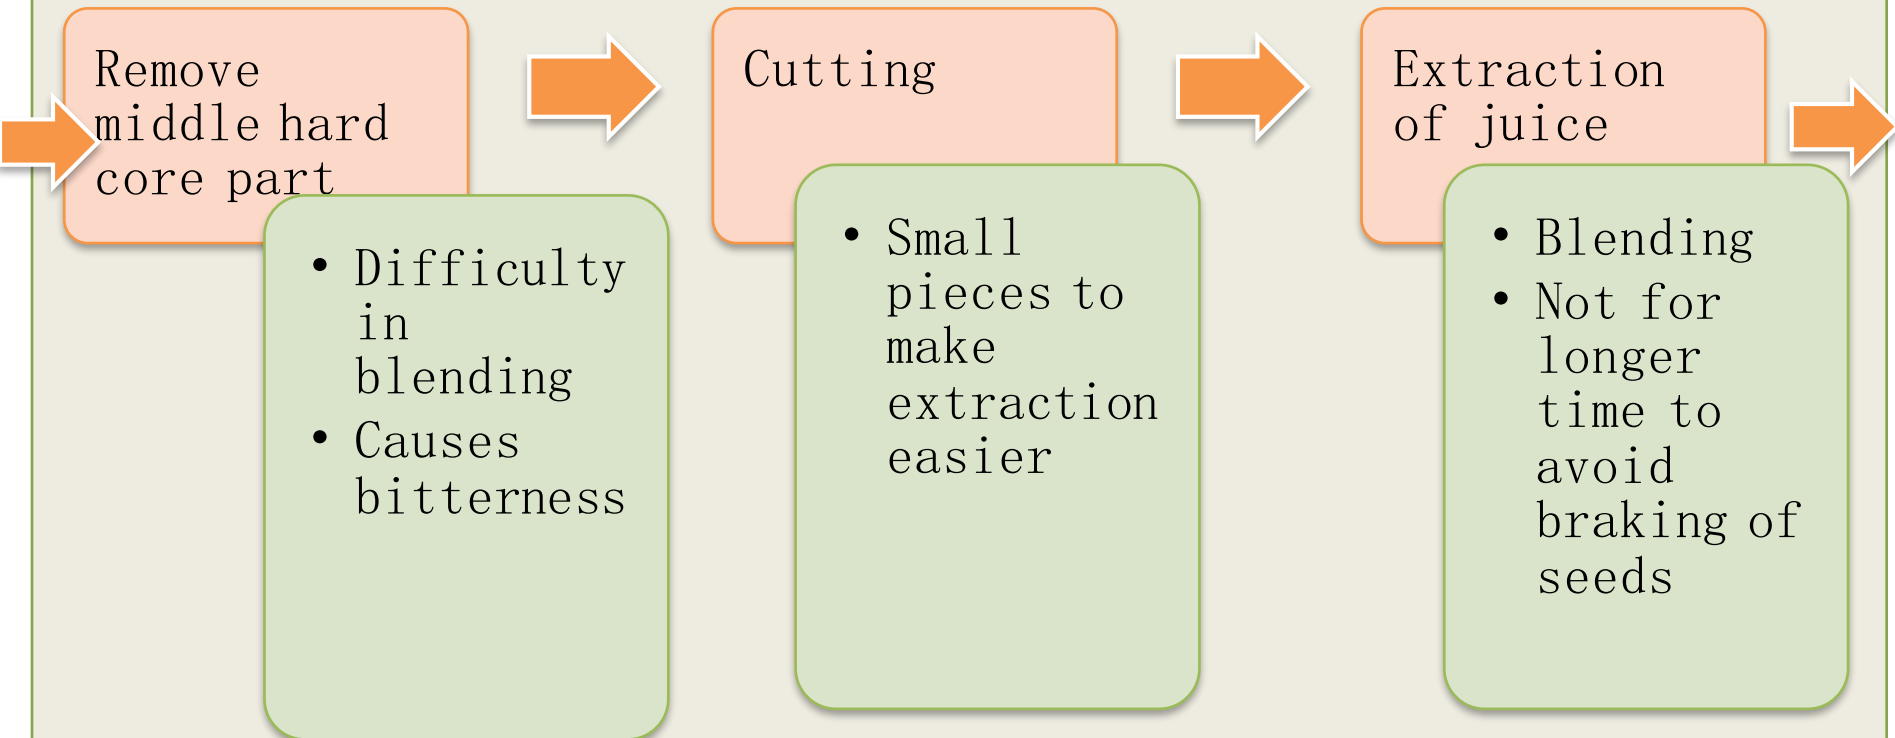 Remove
middle hard
core part
• Difficulty
in
blending
• Causes
bitterness
Cutting
• Small
pieces to
make
extraction
easier
Extraction
of juice
• Blending
• Not for
longer
time to
avoid
braking of
seeds